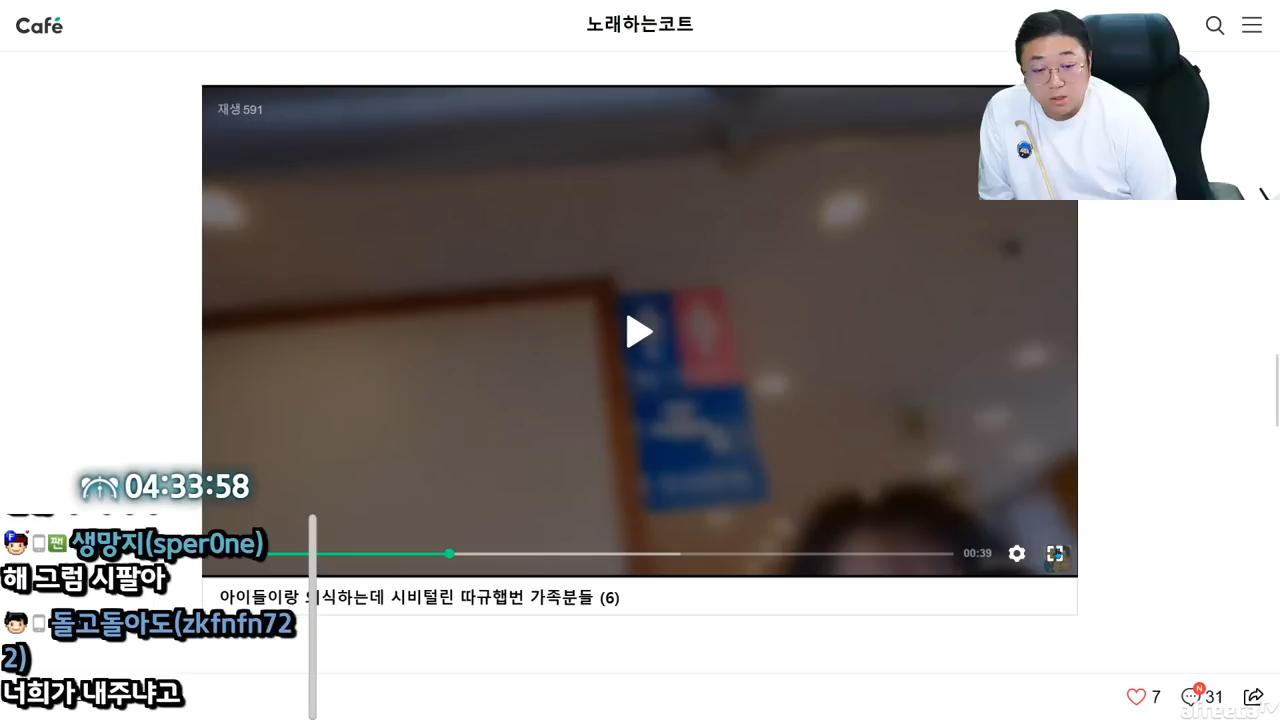 Café
노래하는코트
재생 591
04:33:58
생망지(sper0ne)
해 그럼 시팔아
돌고돌아도(zkfnfn72
2)
너희가 내주냐고
00:39
아이들이랑 외식하는데 시비털린 따규햅번 가족분들 (6)
7
N
31
afreecaTV